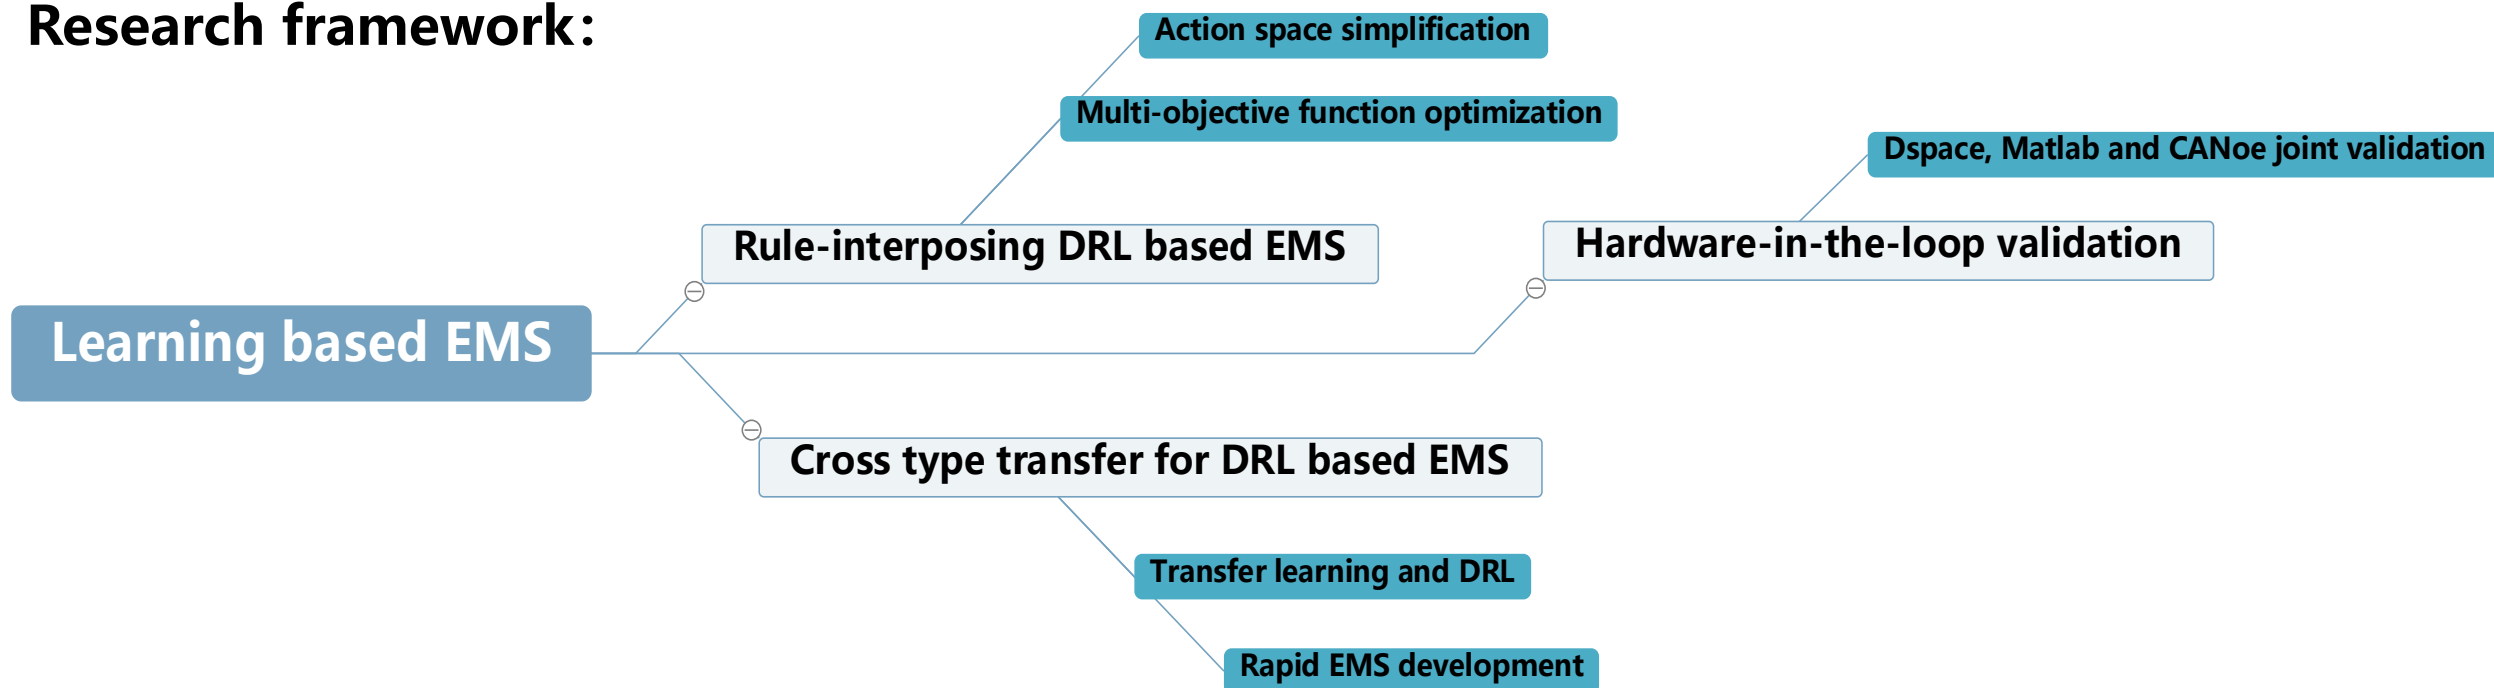 Research framework:
Action space simplification
Multi-objective function optimization
Dspace, Matlab and CANoe joint validation
Rule-interposing DRL based EMS
Hardware-in-the-loop validation
Learning based EMS
Cross type transfer for DRL based EMS
Transfer learning and DRL
Rapid EMS development